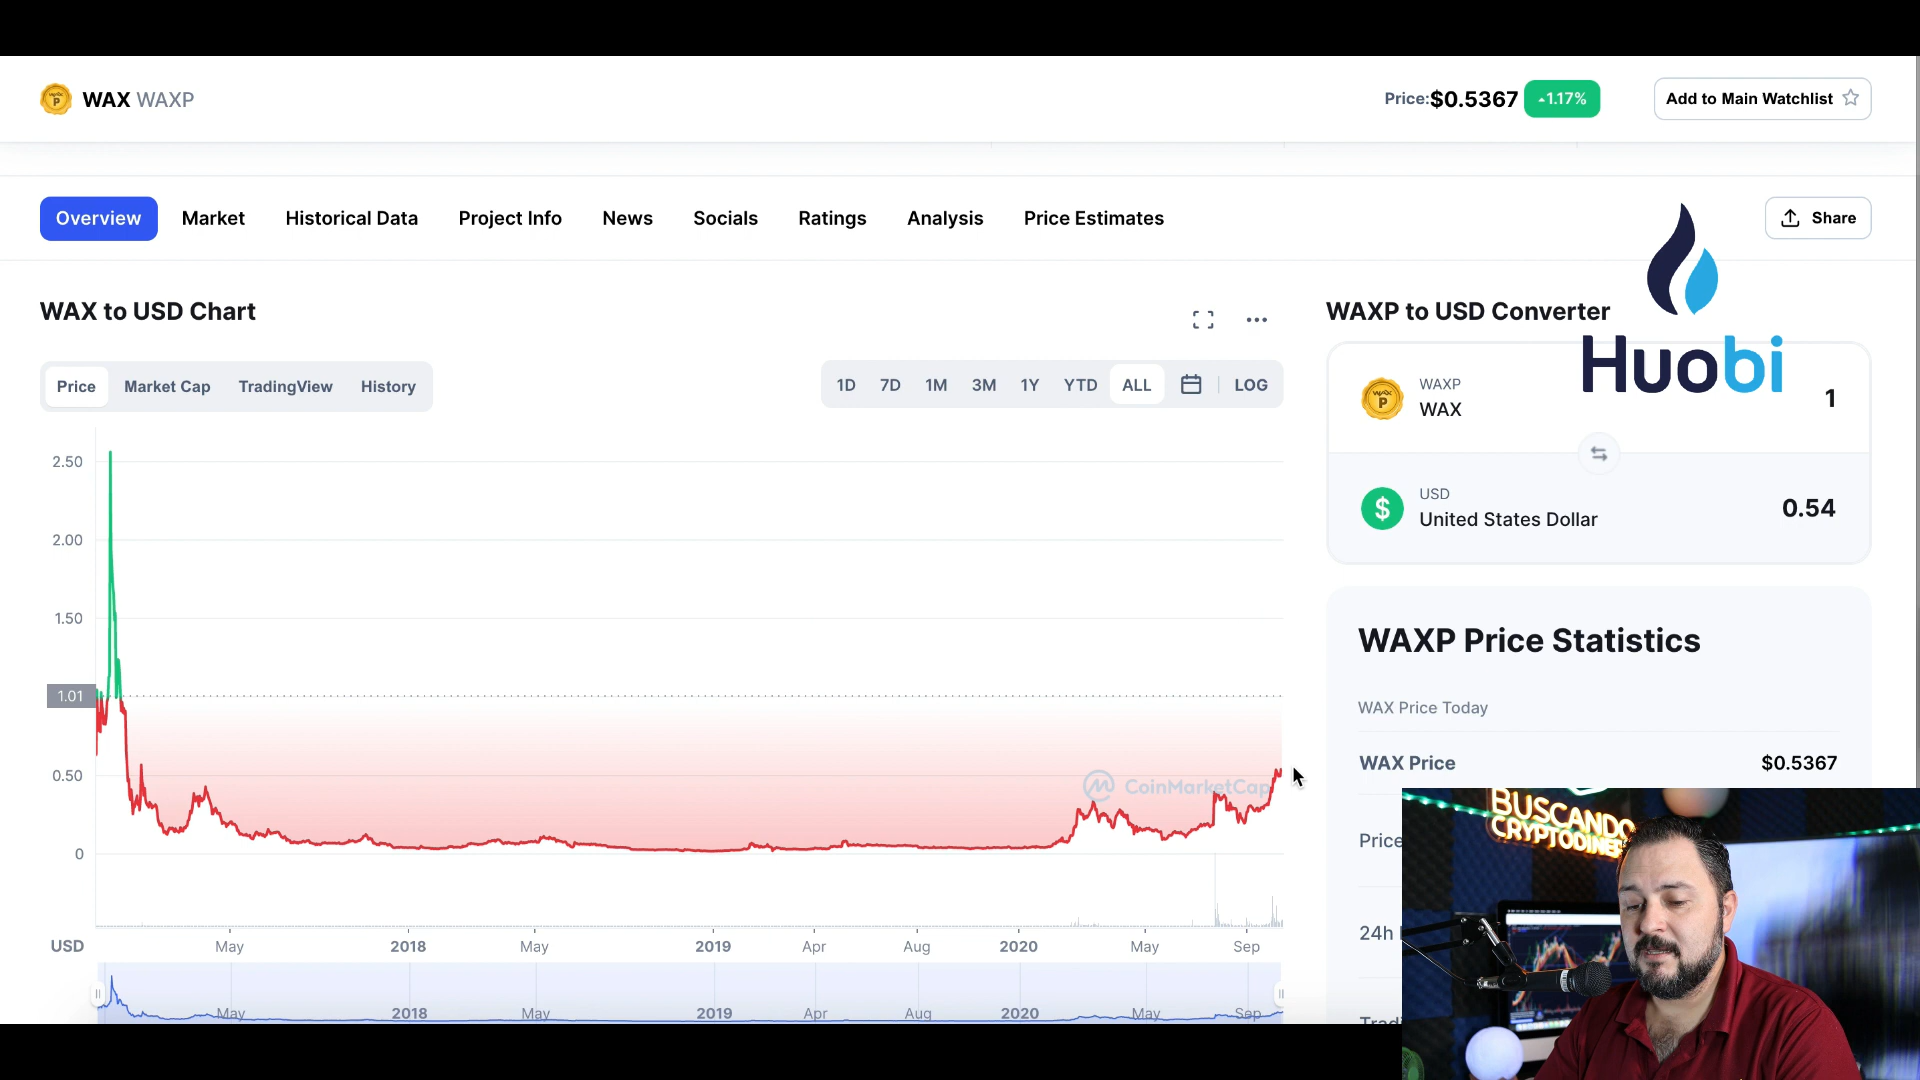 WAX WAXP
Price:$0.5367 1.17%
Add to Main Watchlist
Overview Market Historical Data Project Info News Socials Ratings Analysis Price Estimates
Share
WAX to USD Chart
Price Market Cap TradingView History
1D 7D 1M 3M 1Y YTD ALL LOG
2.50
2.00
1.50
1.01
0.50
0
CoinMarketCap
USD
May 2018 May 2019 Apr Aug 2020 May Sep
May 2018 May 2019 Apr Aug 2020 May Sep
WAXP to USD Converter
Huobi
WAXP
WAX
1
USD
United States Dollar
0.54
WAXP Price Statistics
WAX Price Today
WAX Price $0.5367
Price
24h
BUSCANDO
CRYPTODINERO